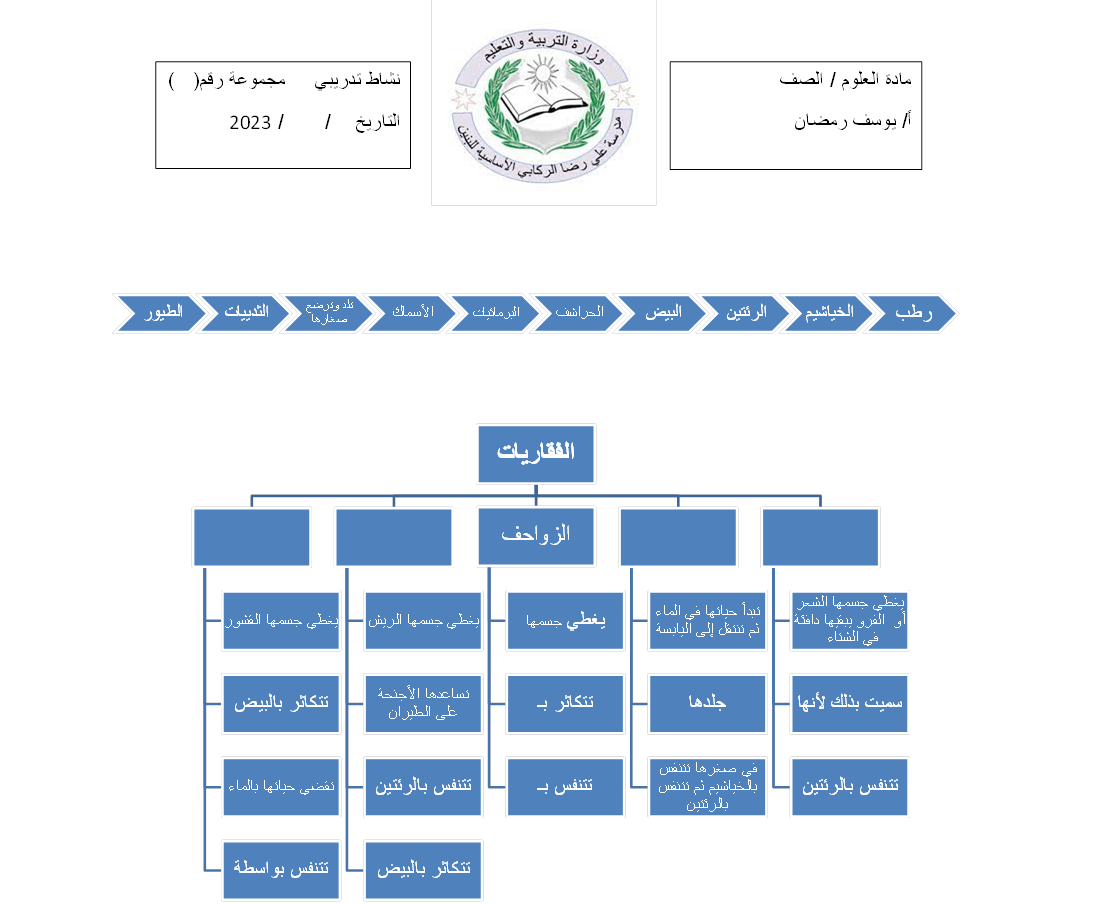 مادة العلوم / الصف
أ/ يوسف رمضان
وزارة التربية والتعليم
مدرسة علي رضا الركابي الأساسية للبنين
نشاط تدريبي مجموعة رقم( )
التاريخ / / 2023
رطب
الخياشيم
الرئتين
البيض
الحراشف
البرمائيات
الأسماك
تلد وترضع
صغارها
الثدييات
الطيور
الفقاريات
الزواحف
يغطي جسمها الشعر
أو الفرو يبقيها دافئة
في الشتاء
سميت بذلك لأنها
تتنفس بالرئتين
تبدأ حياتها في الماء
ثم تنتقل إلى اليابسة
جلدها
في صغرها تتنفس
بالخياشيم ثم تتنفس
بالرئتين
يغطي جسمها
تتكاثر بـ
تتنفس بـ
يغطي جسمها الريش
تساعدها الأجنحة
على الطيران
تتنفس بالرئتين
تتكاثر بالبيض
يغطي جسمها القشور
تتكاثر بالبيض
تقضي حياتها بالماء
تتنفس بواسطة